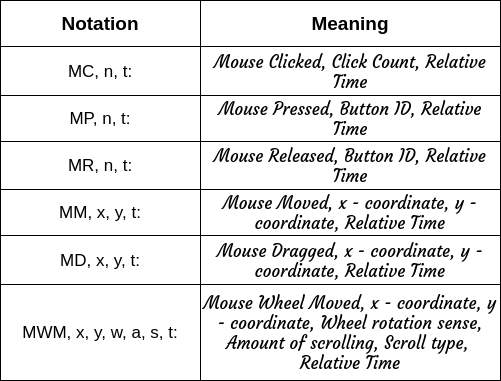 Notation
Meaning
MC, n, t:
Mouse Clicked, Click Count, Relative
Time
MP, n, t:
Mouse Pressed, Button ID, Relative
Time
MR, n, t:
Mouse Released, Button ID, Relative
Time
MM, x, y, t:
Mouse Moved, x - coordinate, y -
coordinate, Relative Time
MD, x, y, t:
Mouse Dragged, x - coordinate, y -
coordinate, Relative Time
MWM, x, y, w, a, s, t:
Mouse Wheel Moved, x - coordinate, y
- coordinate, Wheel rotation sense,
Amount of scrolling, Scroll type,
Relative Time